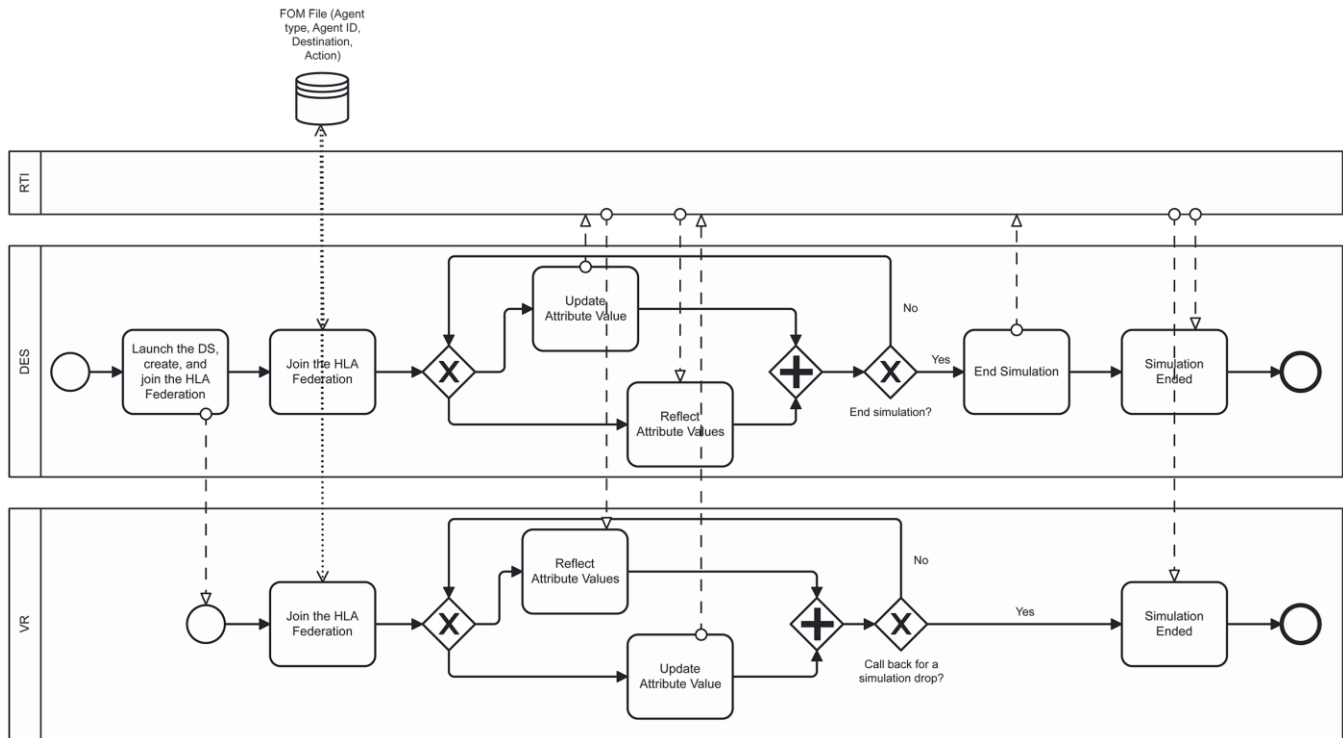 FOM File (Agent
type, Agent ID,
Destination,
Action)
RTI
DES
Launch the DS,
create, and
join the HLA
Federation
Join the HLA
Federation
X
Update
Attribute Value
Reflect
Attribute Values
X
No
End simulation?
Yes
End Simulation
Simulation
Ended
VR
Join the HLA
Federation
X
Reflect
Attribute Values
Update
Attribute Value
X
No
Call back for a
simulation drop?
Yes
Simulation
Ended